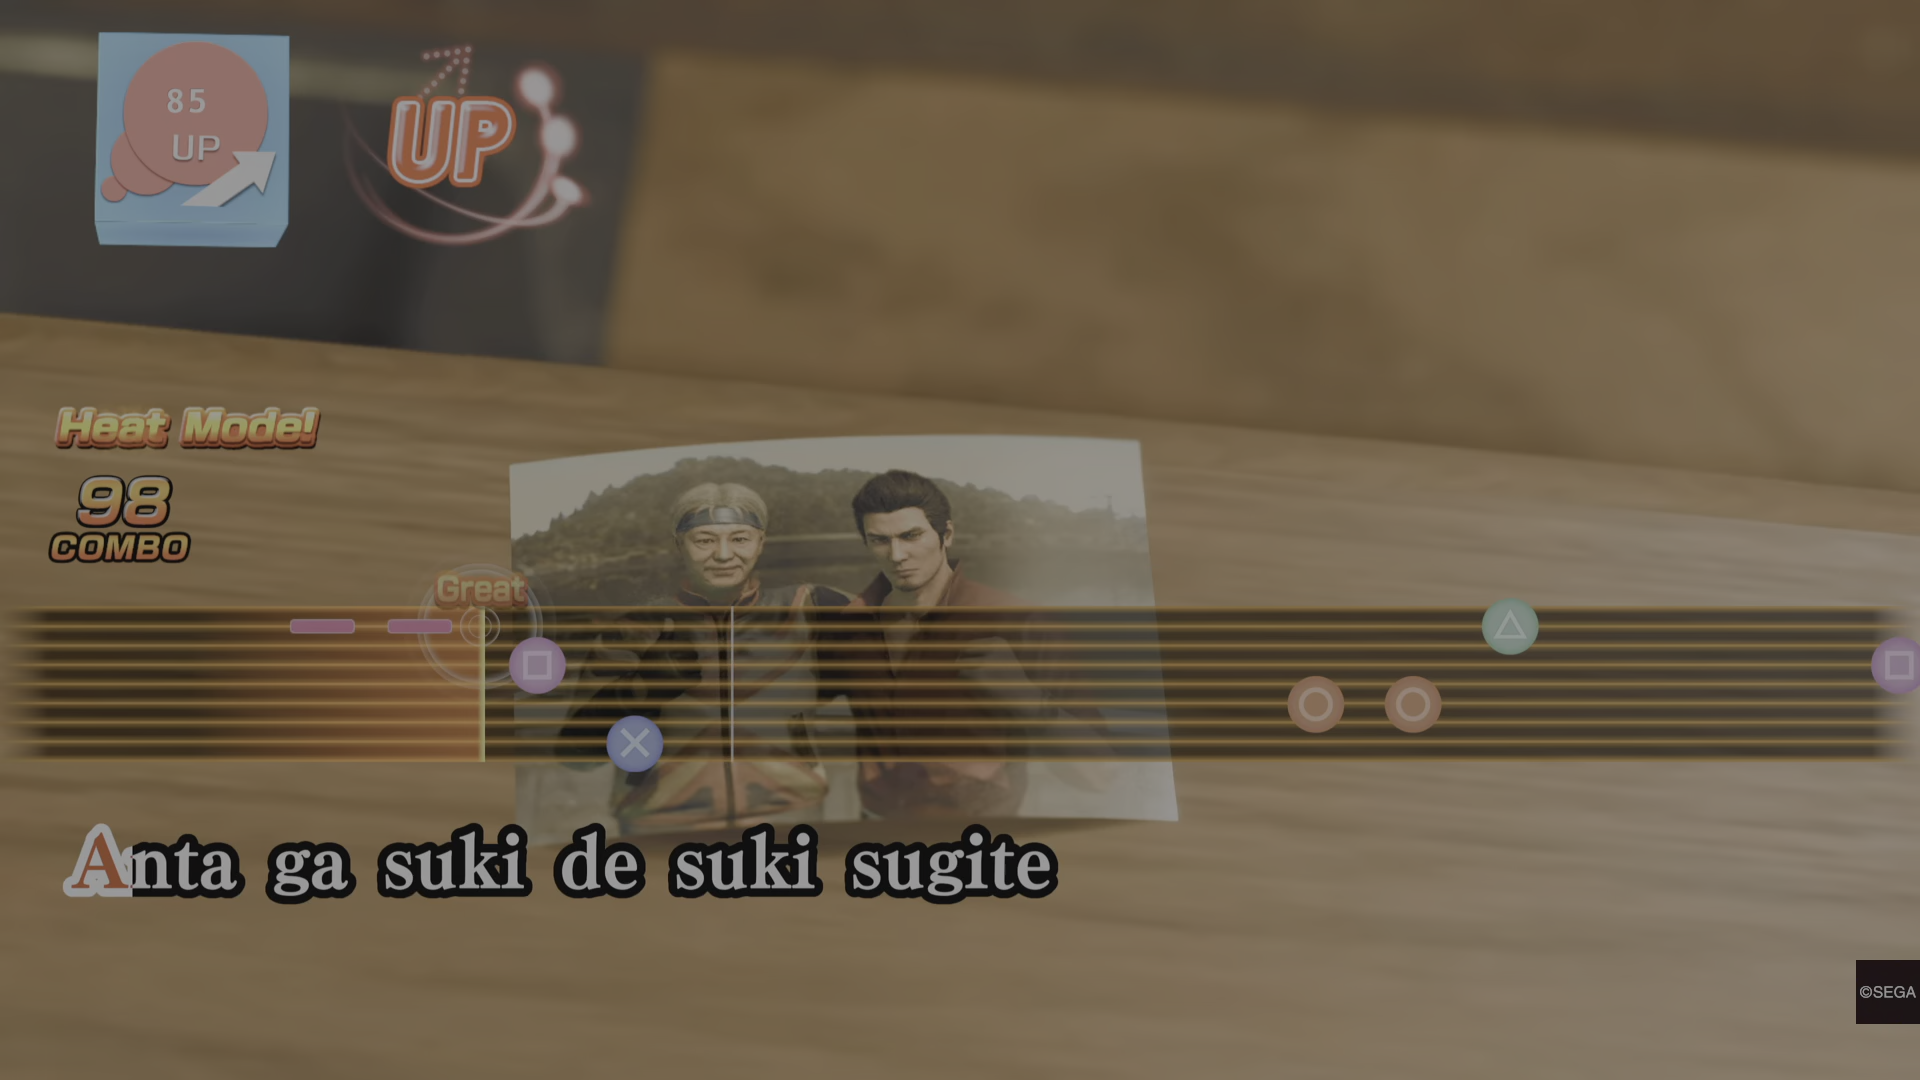 85
UP
UP
Heat Mode!
98
COMBO
Great
Anta ga suki de suki sugite
©SEGA